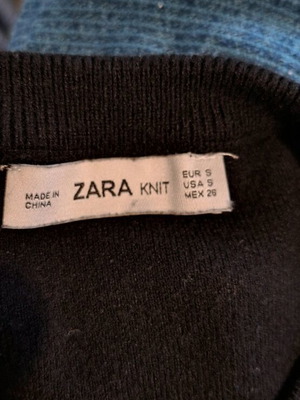 MADE IN
CHINA
ZARA KNIT
EUR S
USA S
MEX 26